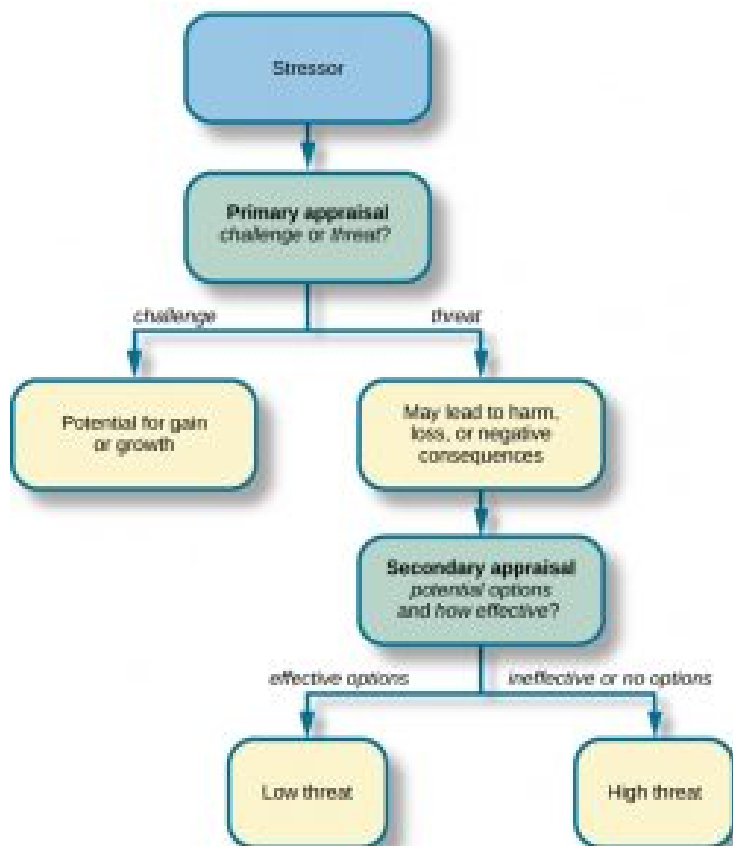 Stressor
Primary appraisal
challenge or threat?
challenge
threat
Potential for gain
or growth
May lead to harm,
loss, or negative
consequences
Secondary appraisal
potential options
and how effective?
effective options
ineffective or no options
Low threat
High threat